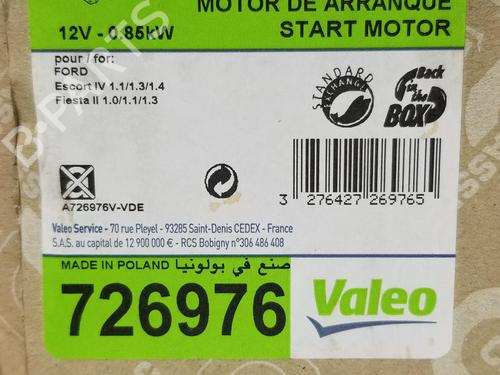 MOTOR DE ARRANQUE
12V - 0.85kW
START MOTOR
pour / for:
FORD
Escort IV 1.1/1.3/1.4
Fiesta II 1.0/1.1/1.3
STANDARD
EXCHANGE
Back
in the
BOX
A726976V-VDE
3 276427 269765
Valeo Service - 70 rue Pleyel - 93285 Saint-Denis CEDEX - France
S.A.S. au capital de 12 900 000 € - RCS Bobigny n°306 486 408
MADE IN POLAND صنع في بولونيا
726976
Valeo
B-PARTS